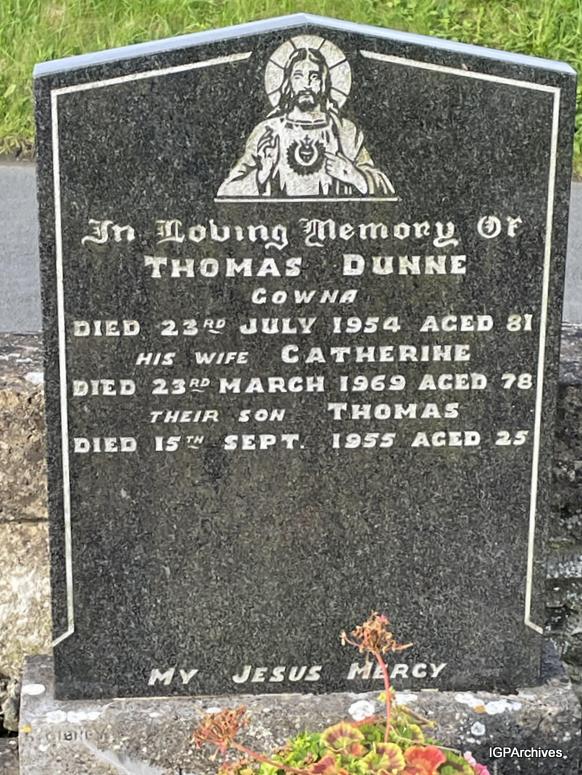 In Loving Memory Of
THOMAS DUNNE
GOWNA
DIED 23RD JULY 1954 AGED 81
HIS WIFE CATHERINE
DIED 23RD MARCH 1969 AGED 78
THEIR SON THOMAS
DIED 15TH SEPT. 1955 AGED 25
MY JESUS MERCY
IGPArchives